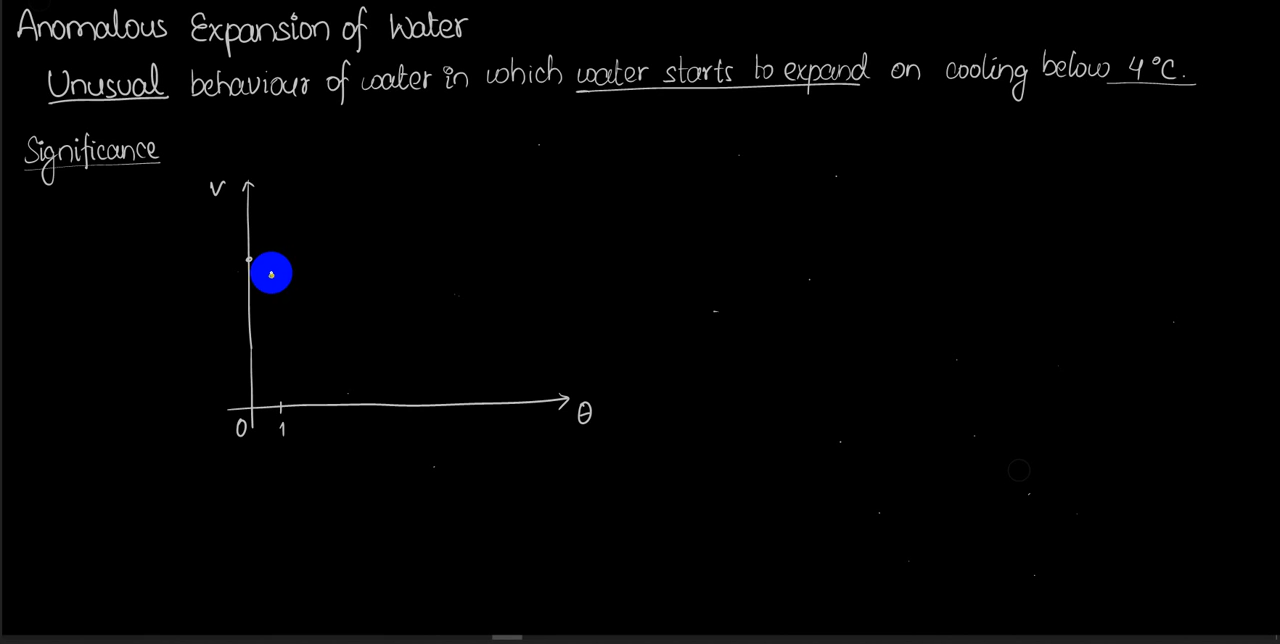 Anomalous Expansion of Water
Unusual behaviour of water in which water starts to expand on cooling below 4°C.
Significance
V
θ
0 1